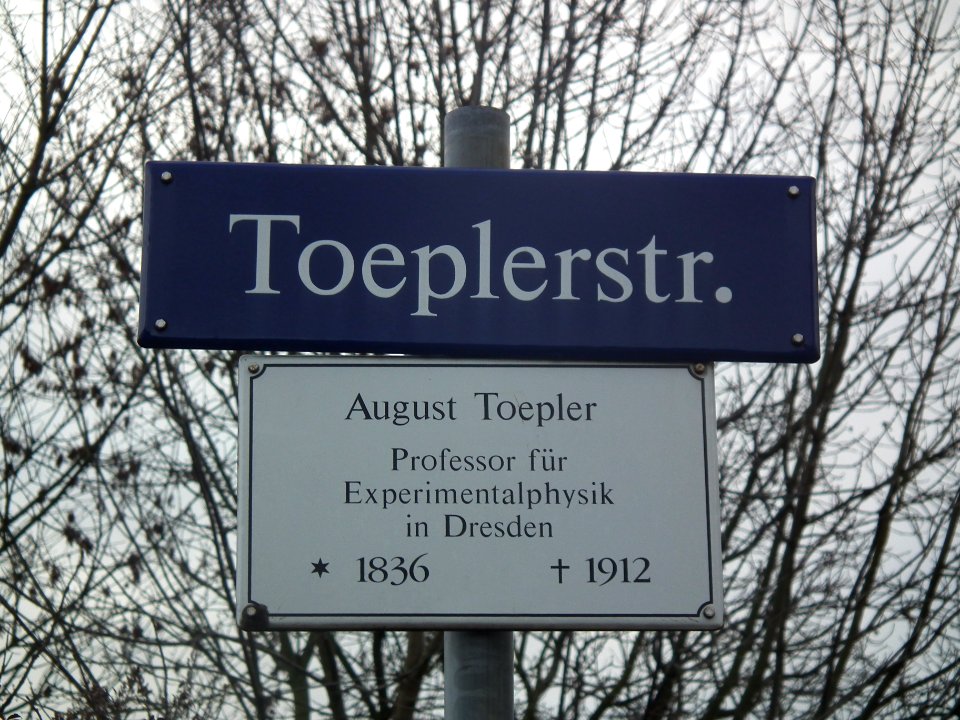 Toeplerstr.
August Toepler
Professor für
Experimentalphysik
in Dresden
* 1836 † 1912